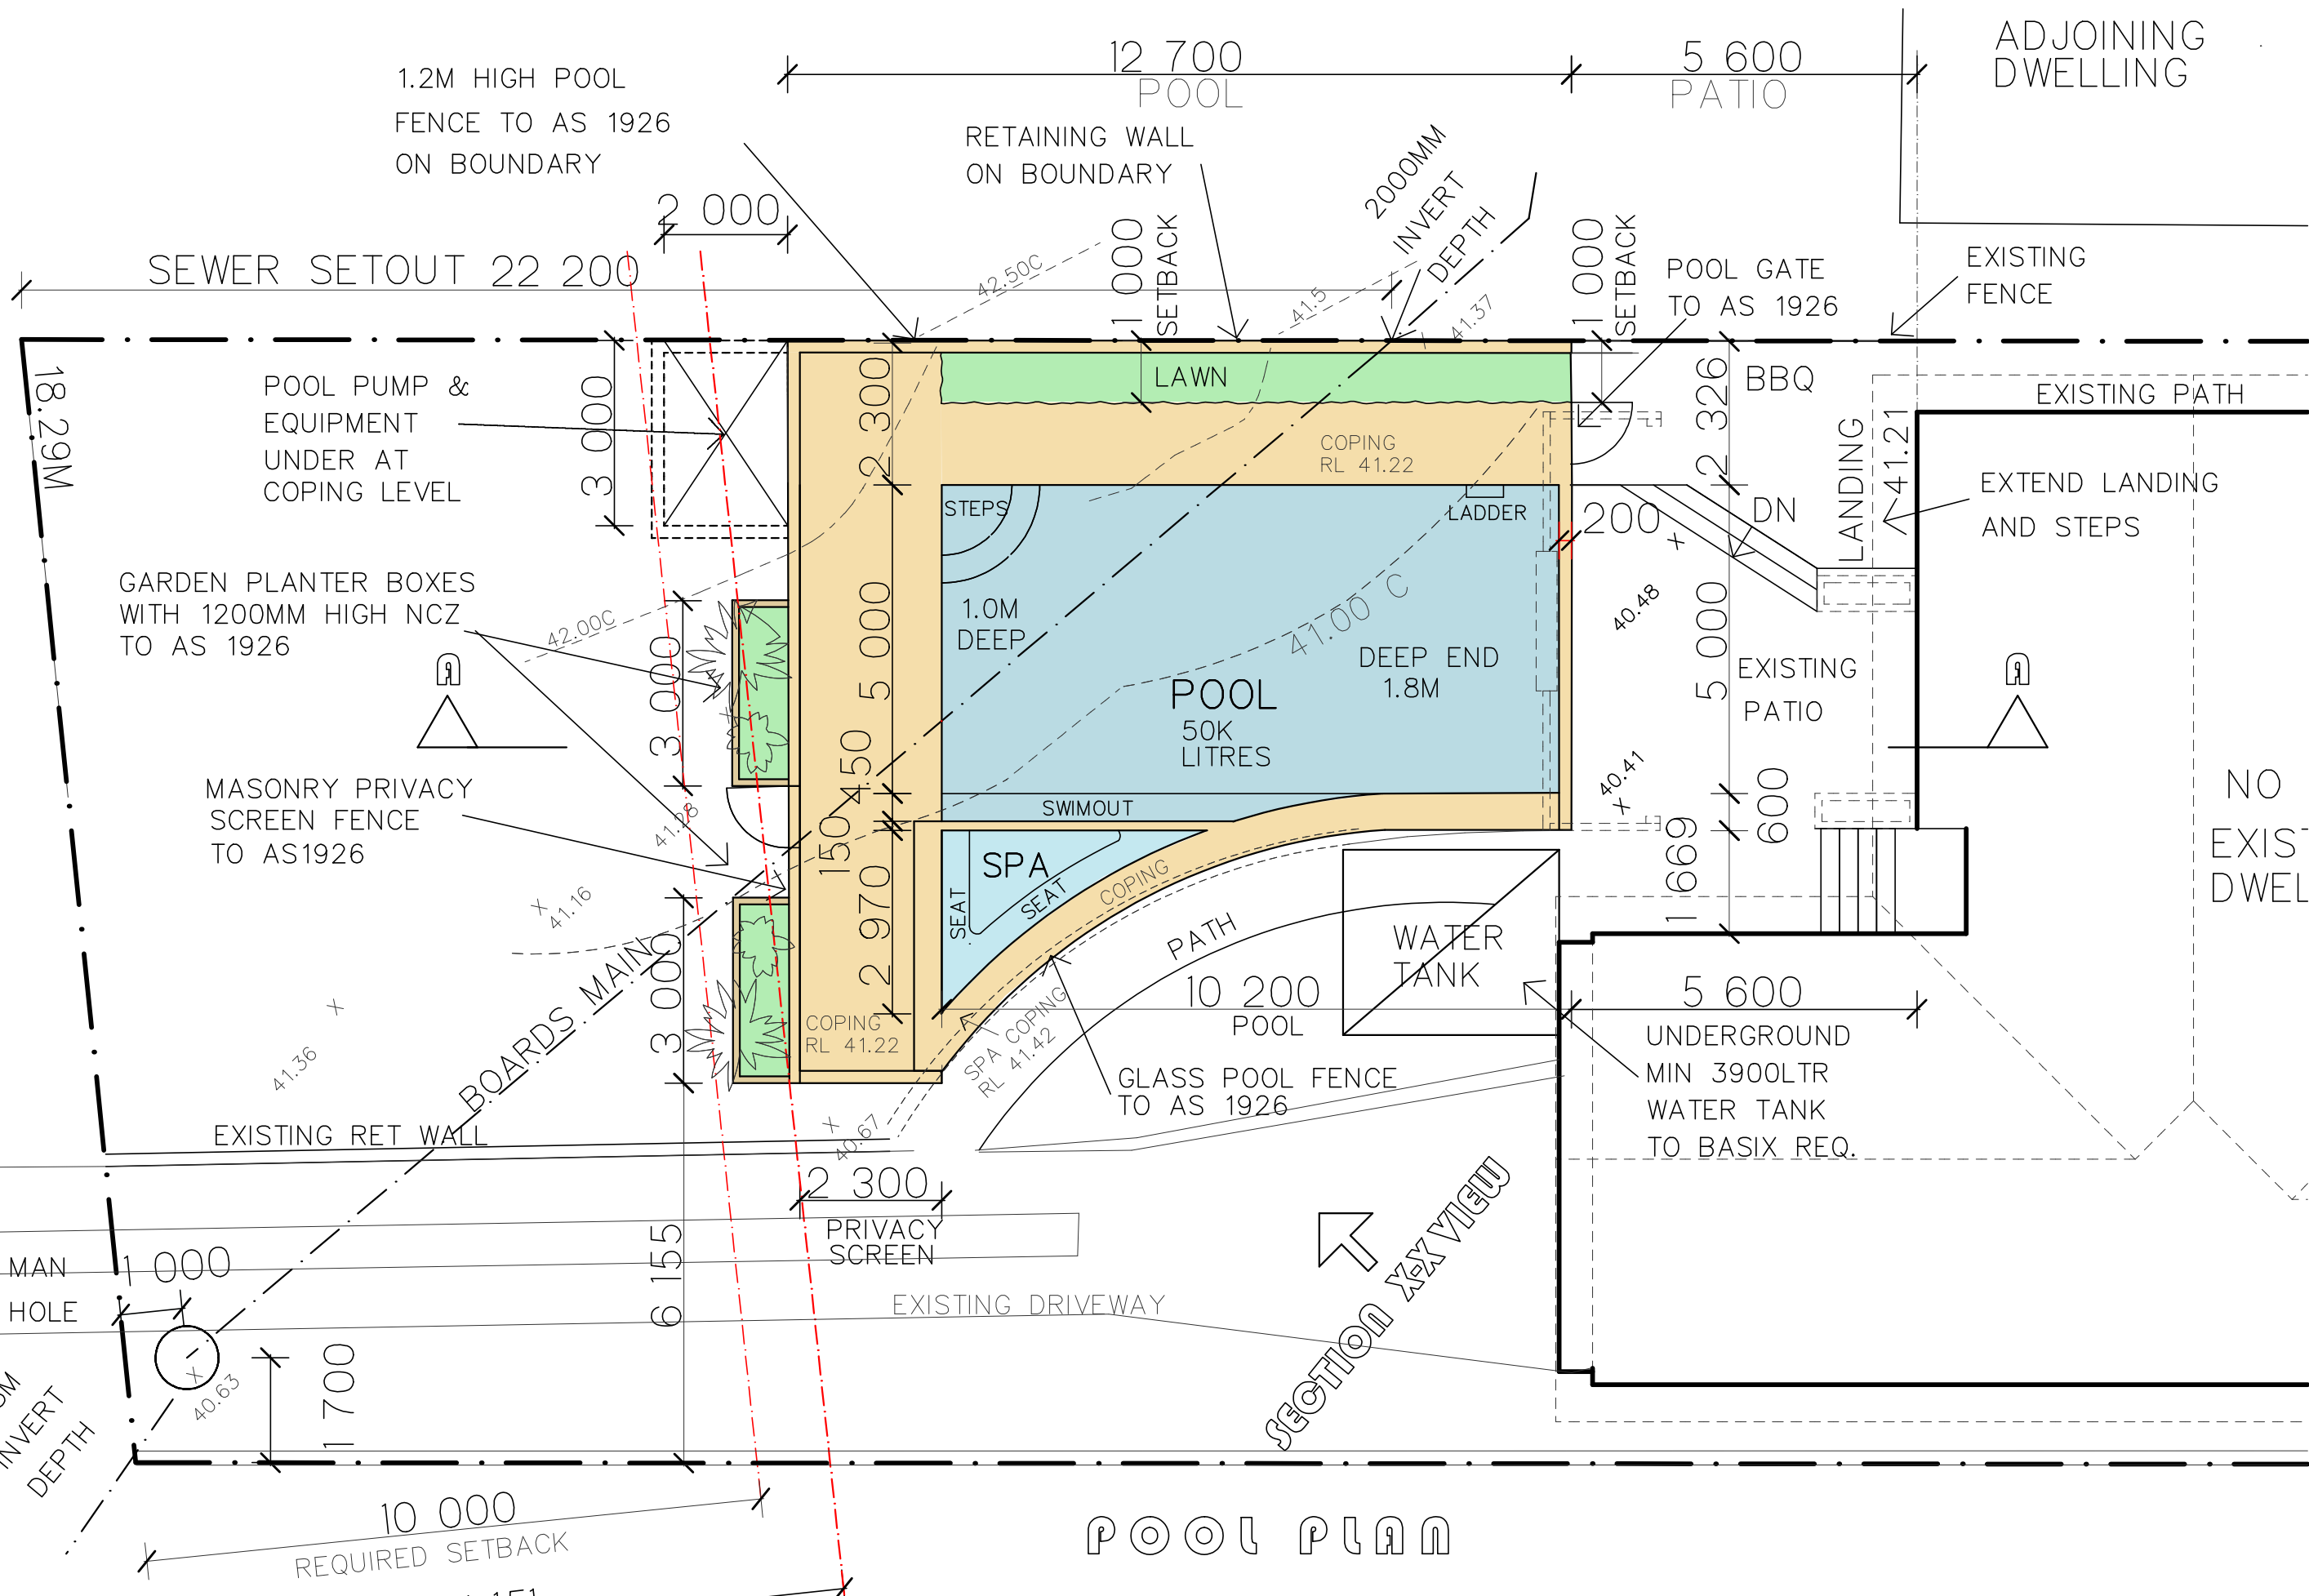 12 700
POOL
5 600
PATIO
ADJOINING
DWELLING
1.2M HIGH POOL
FENCE TO AS 1926
ON BOUNDARY
RETAINING WALL
ON BOUNDARY
2000MM
INVERT
DEPTH
2 000
1 000
SETBACK
1 000
SETBACK
SEWER SETOUT 22 200
42.50C
41.5
41.37
POOL GATE
TO AS 1926
EXISTING
FENCE
18.29M
POOL PUMP &
EQUIPMENT
UNDER AT
COPING LEVEL
3 000
2 300
LAWN
COPING
RL 41.22
2 326
BBQ
EXISTING PATH
LANDING
41.21
EXTEND LANDING
AND STEPS
STEPS
LADDER
200
DN
GARDEN PLANTER BOXES
WITH 1200MM HIGH NCZ
TO AS 1926
42.00C
3 000
5 000
1.0M
DEEP
41.00 C
DEEP END
1.8M
POOL
50K
LITRES
40.48
5 000
EXISTING
PATIO
A
A
MASONRY PRIVACY
SCREEN FENCE
TO AS1926
41.28
150
450
SWIMOUT
40.41
600
1 669
NO
SPA
SEAT
SEAT
COPING
2 970
41.16
PATH
WATER
TANK
BOARDS MAIN
3 000
10 200
POOL
5 600
COPING
RL 41.22
SPA COPING
RL 41.42
GLASS POOL FENCE
TO AS 1926
UNDERGROUND
MIN 3900LTR
WATER TANK
TO BASIX REQ.
41.36
EXISTING RET WALL
40.67
2 300
PRIVACY
SCREEN
6 155
MAN
HOLE
1 000
EXISTING DRIVEWAY
SECTION X-X VIEW
1 700
40.63
INVERT
DEPTH
10 000
REQUIRED SETBACK
POOL PLAN